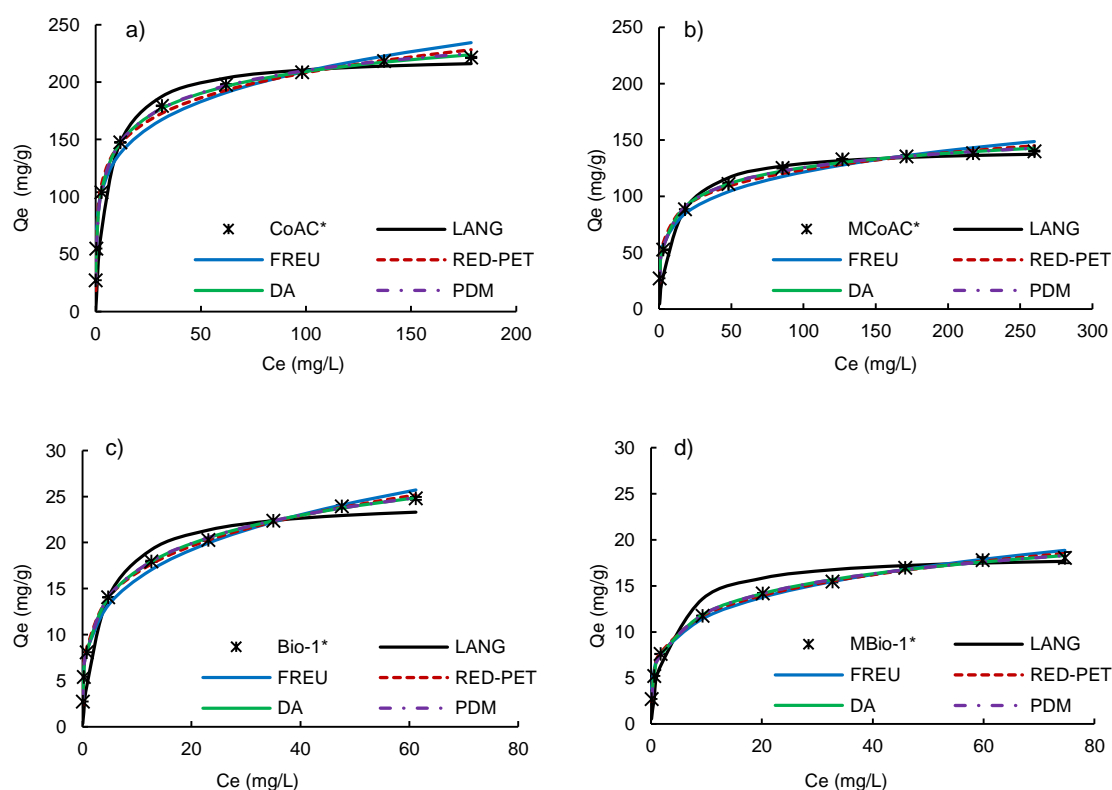 a)
250
200
150
100
50
0
Qe (mg/g)
CoAC* LANG
FREU RED-PET
DA PDM
0 50 100 150 200
Ce (mg/L)
b)
250
200
150
100
50
0
Qe (mg/g)
MCoAC* LANG
FREU RED-PET
DA PDM
0 50 100 150 200 250 300
Ce (mg/L)
c)
30
25
20
15
10
5
0
Qe (mg/g)
Bio-1* LANG
FREU RED-PET
DA PDM
0 20 40 60 80
Ce (mg/L)
d)
30
25
20
15
10
5
0
Qe (mg/g)
MBio-1* LANG
FREU RED-PET
DA PDM
0 20 40 60 80
Ce (mg/L)